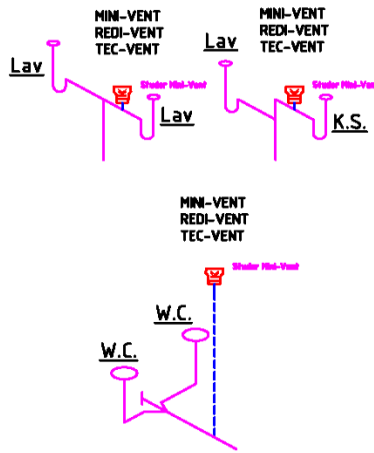 MINI-VENT
REDI-VENT
TEC-VENT
Lav
Studor Mini-Vent
Lav
MINI-VENT
REDI-VENT
TEC-VENT
Lav
Studor Mini-Vent
K.S.
MINI-VENT
REDI-VENT
TEC-VENT
Studor Mini-Vent
W.C.
W.C.